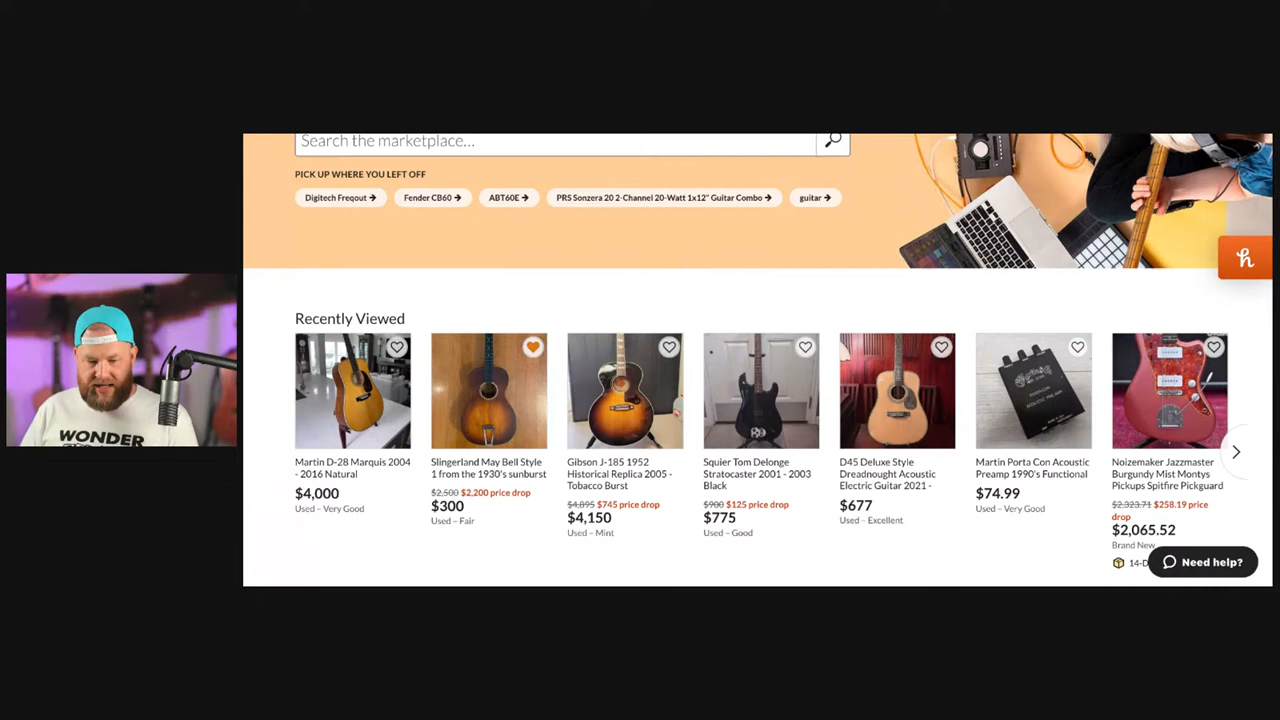 Search the marketplace...
PICK UP WHERE YOU LEFT OFF
Digitech Freqout → Fender CB60 → ABT60E → PRS Sonzera 20 2-Channel 20-Watt 1x12" Guitar Combo → guitar →
h
Recently Viewed
Martin D-28 Marquis 2004
- 2016 Natural
$4,000
Used – Very Good
Slingerland May Bell Style
1 from the 1930's sunburst
$2,500 $2,200 price drop
$300
Used – Fair
Gibson J-185 1952
Historical Replica 2005 -
Tobacco Burst
$4,895 $745 price drop
$4,150
Used – Mint
Squier Tom Delonge
Stratocaster 2001 - 2003
Black
$900 $125 price drop
$775
Used – Good
D45 Deluxe Style
Dreadnought Acoustic
Electric Guitar 2021 -
$677
Used – Excellent
Martin Porta Con Acoustic
Preamp 1990's Functional
$74.99
Used – Very Good
Noizemaker Jazzmaster
Burgundy Mist Montys
Pickups Spitfire Pickguard
$2,323.71 $258.19 price
drop
$2,065.52
Brand New
14-D
Need help?
WONDER